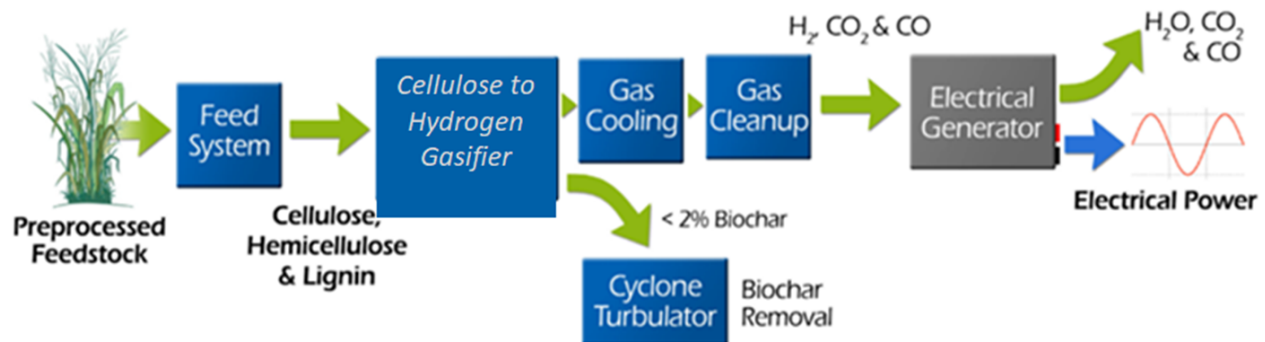 Preprocessed
Feedstock
Feed
System
Cellulose,
Hemicellulose
& Lignin
Cellulose to
Hydrogen
Gasifier
Gas
Cooling
Gas
Cleanup
< 2% Biochar
Cyclone
Turbulator
Biochar
Removal
H₂, CO₂ & CO
Electrical
Generator
H₂O, CO₂
& CO
Electrical Power